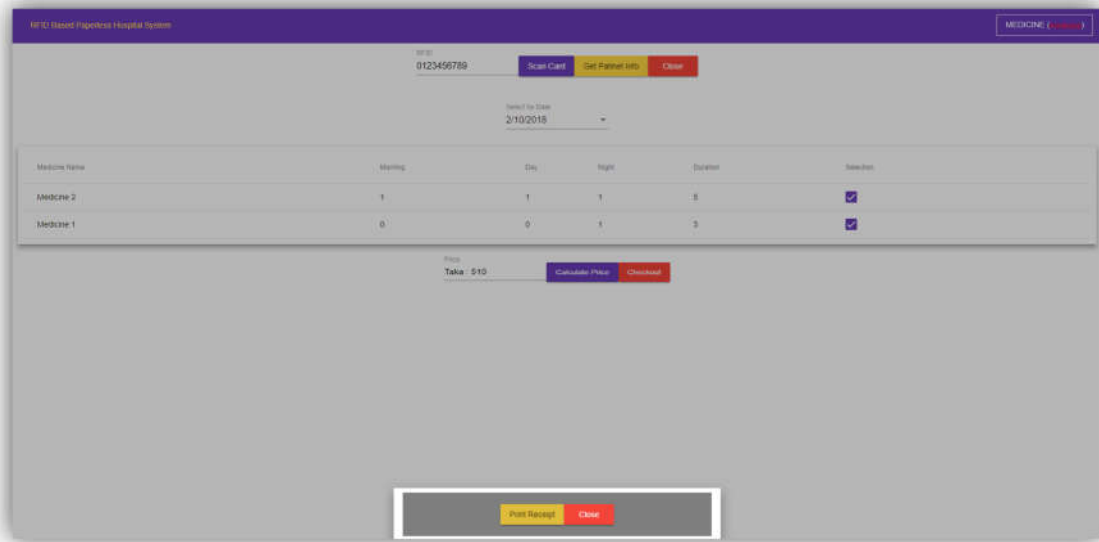 RFID Based Paperless Hospital System
MEDICINE ( )
RFID
0123456789
Scan Card Get Patinet Info Close
Select by Date
2/10/2018
Medicine Name Morning Day Night Duration Selection
Medicine 2 1 1 1 5
Medicine 1 0 0 1 3
Price
Taka : 510
Calculate Price Checkout
Print Receipt Close